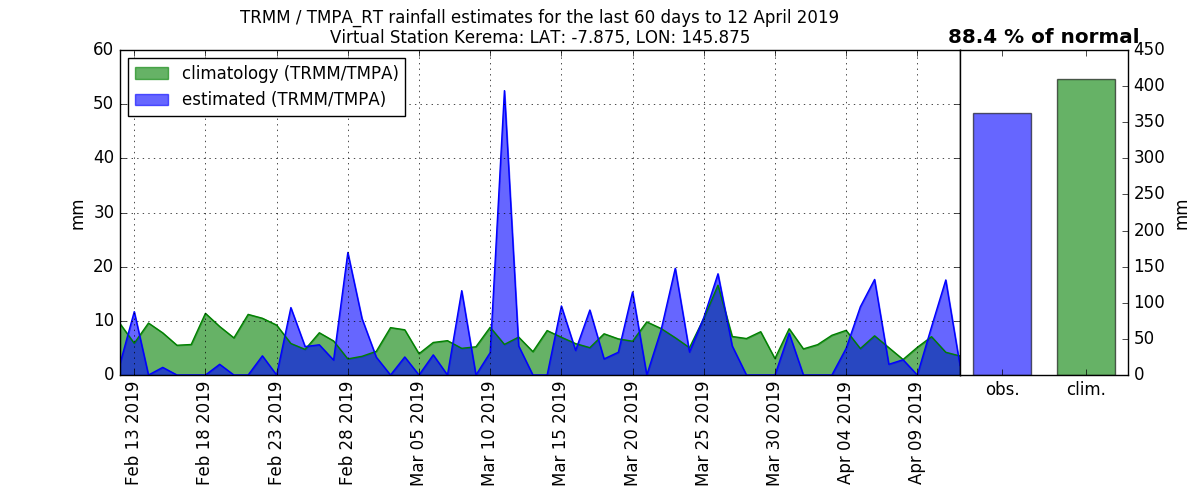 TRMM / TMPA_RT rainfall estimates for the last 60 days to 12 April 2019
Virtual Station Kerema: LAT: -7.875, LON: 145.875
88.4 % of normal
climatology (TRMM/TMPA)
estimated (TRMM/TMPA)
60
50
40
30
20
10
0
mm
450
400
350
300
250
200
150
100
50
0
mm
Feb 13 2019
Feb 18 2019
Feb 23 2019
Feb 28 2019
Mar 05 2019
Mar 10 2019
Mar 15 2019
Mar 20 2019
Mar 25 2019
Mar 30 2019
Apr 04 2019
Apr 09 2019
obs.
clim.